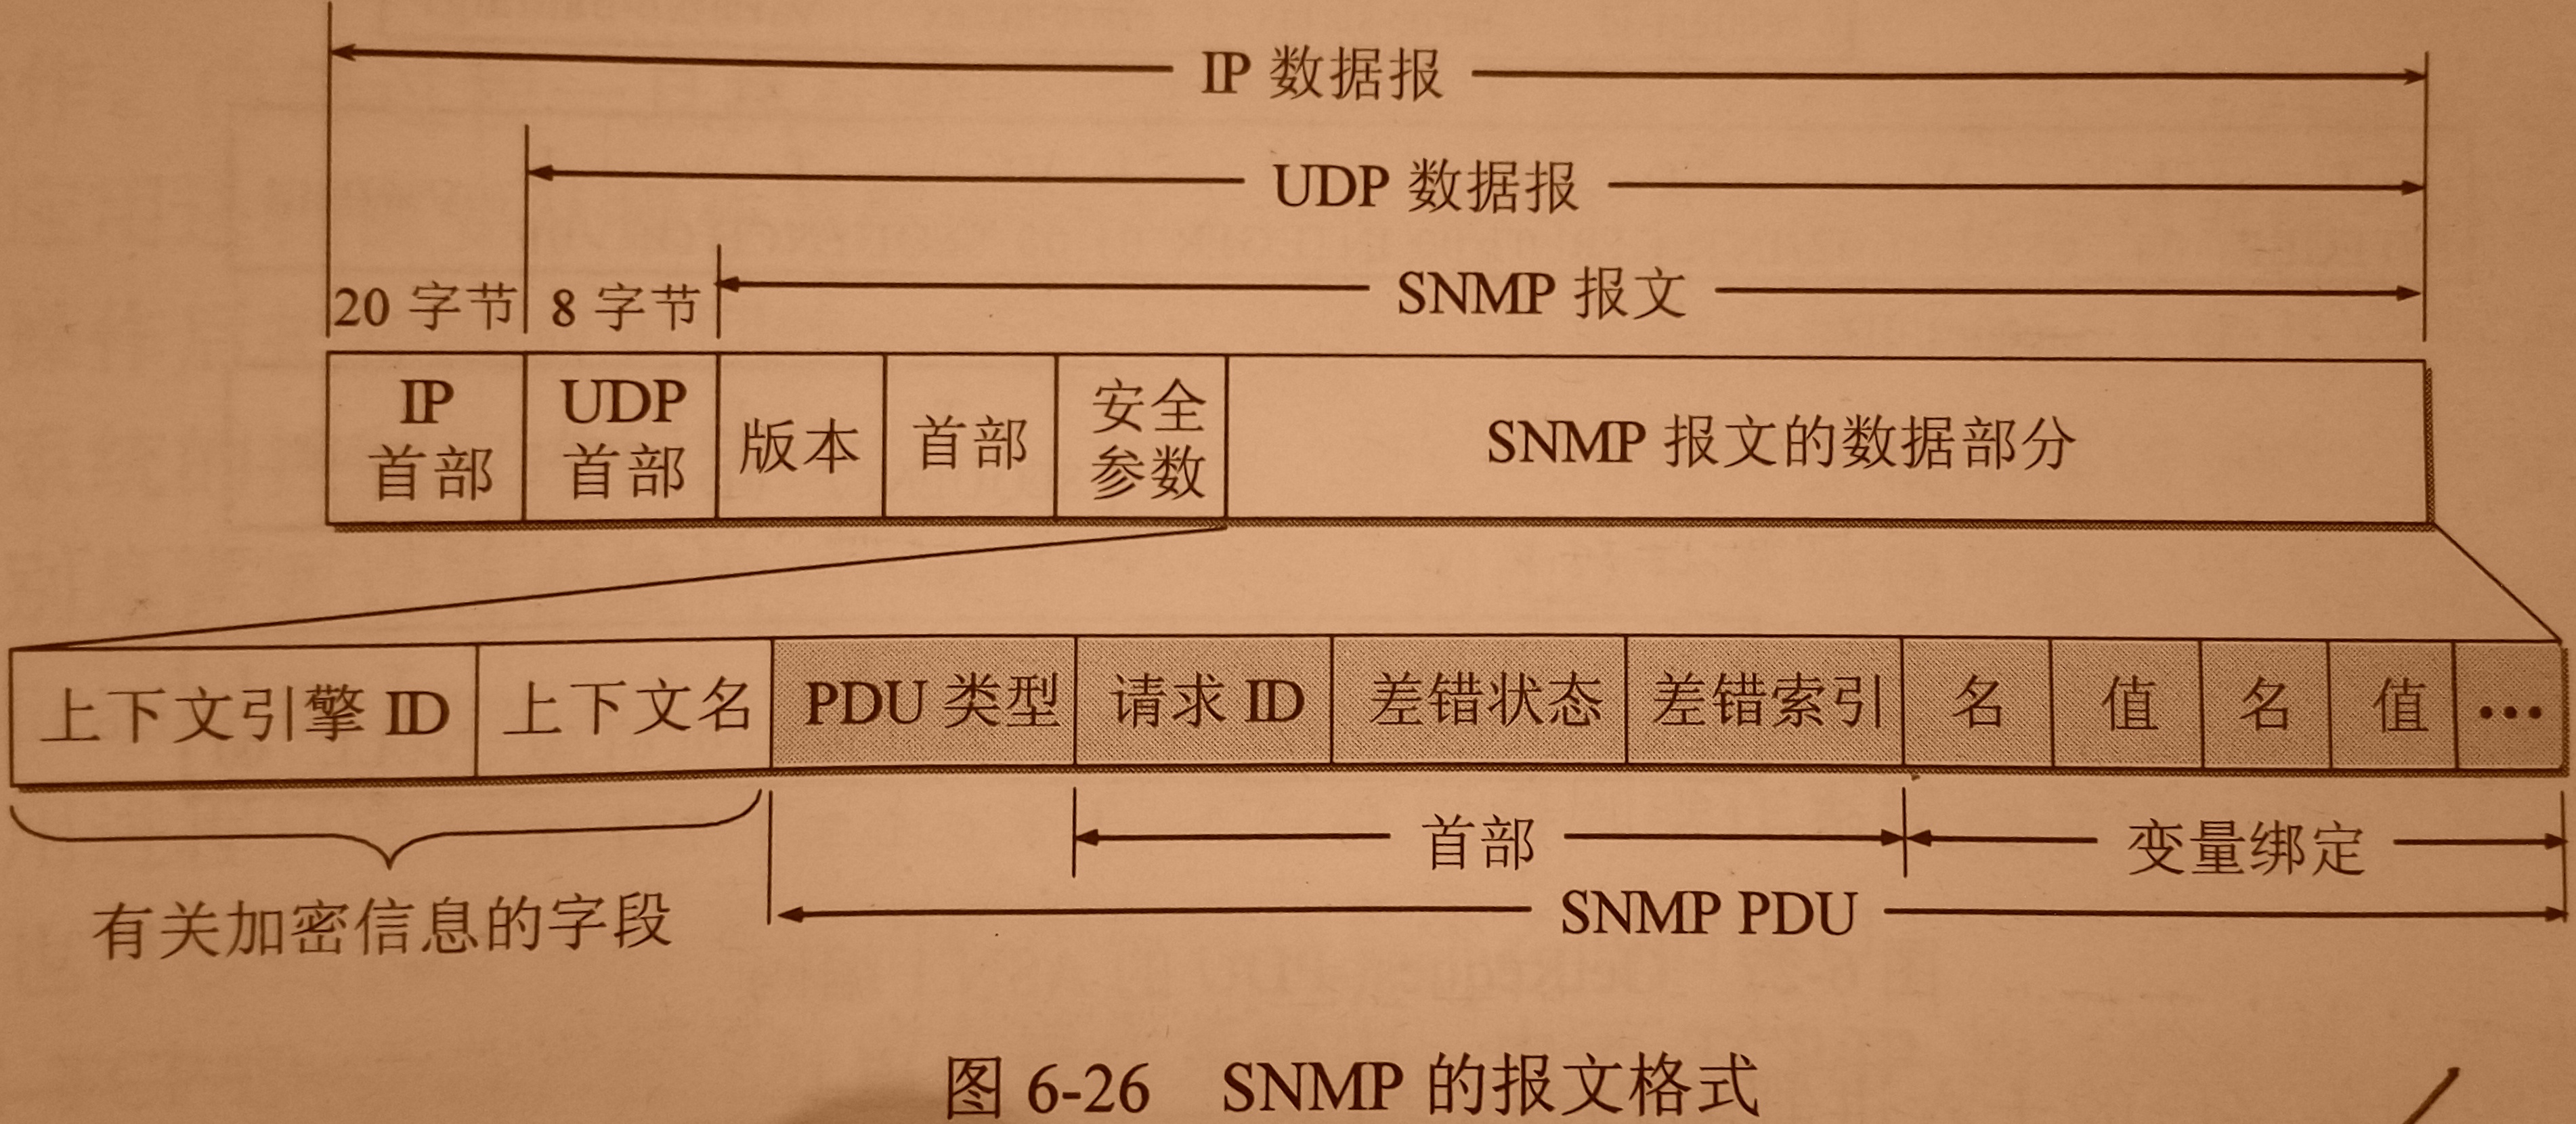 IP 数据报
UDP 数据报
SNMP 报文
20 字节 8 字节
IP 首部 UDP 首部 版本 首部 安全参数 SNMP 报文的数据部分
上下文引擎 ID 上下文名 PDU 类型 请求 ID 差错状态 差错索引 名 值 名 值 •••
首部 变量绑定
有关加密信息的字段 SNMP PDU
图 6-26 SNMP 的报文格式